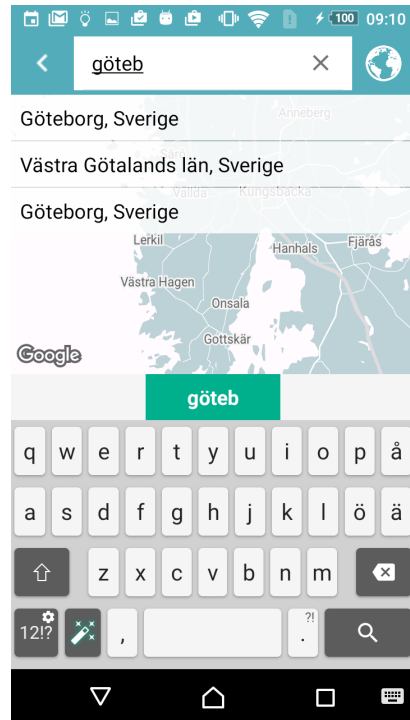 100 09:10
göteb
Göteborg, Sverige
Anneberg
Västra Götalands län, Sverige
Vallda Kungsbacka
Göteborg, Sverige
Lerkil Hanhals Fjärås
Västra Hagen
Onsala
Gottskär
Google
göteb
q w e r t y u i o p å
a s d f g h j k l ö ä
z x c v b n m
?!
12!? , .